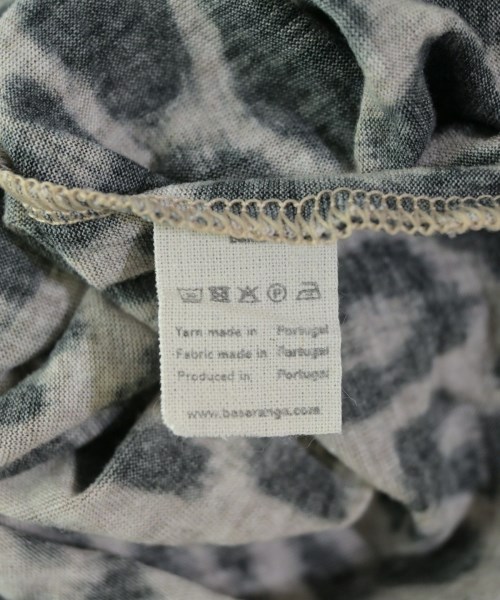 Yarn made in Portugal
Fabric made in Portugal
Produced in Portugal
www.baserange.com